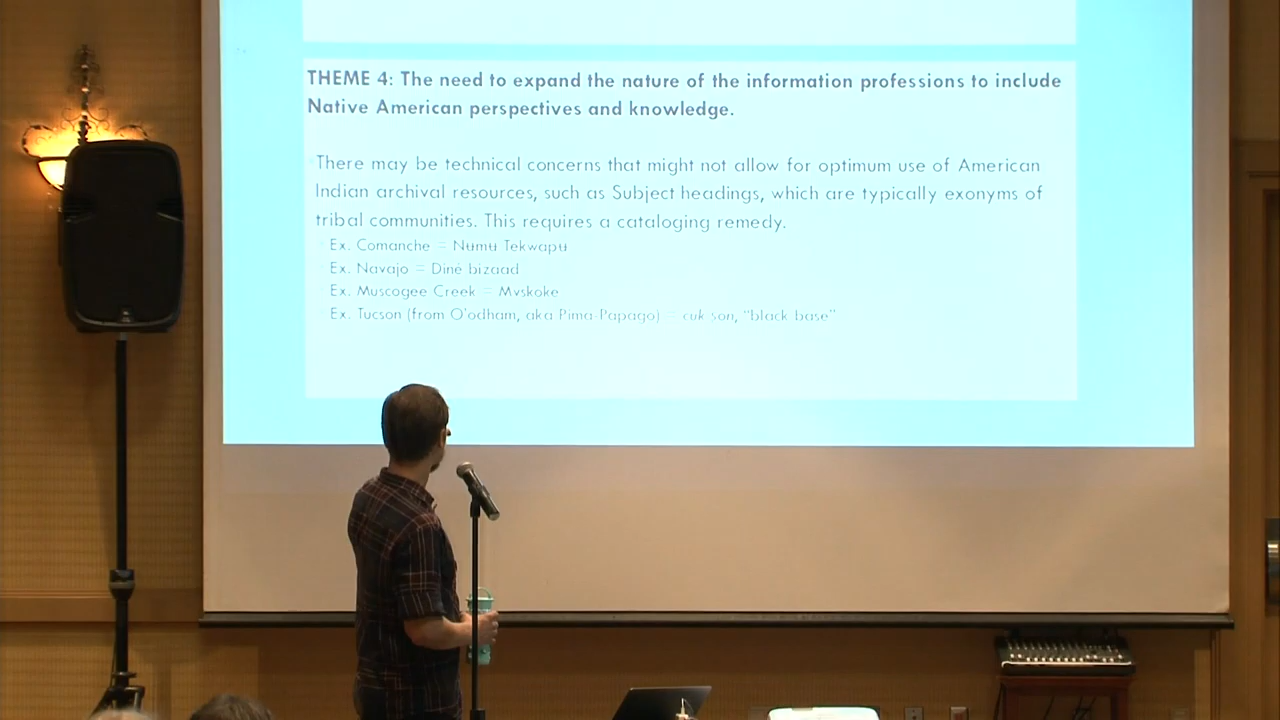 THEME 4: The need to expand the nature of the information professions to include
Native American perspectives and knowledge.
There may be technical concerns that might not allow for optimum use of American
Indian archival resources, such as Subject headings, which are typically exonyms of
tribal communities. This requires a cataloging remedy.
Ex. Comanche = Nʉmʉ Tekwapʉ
Ex. Navajo = Diné bizaad
Ex. Muscogee Creek = Mvskoke
Ex. Tucson (from O'odham, aka Pima-Papago) = cuk ṣon, "black base"